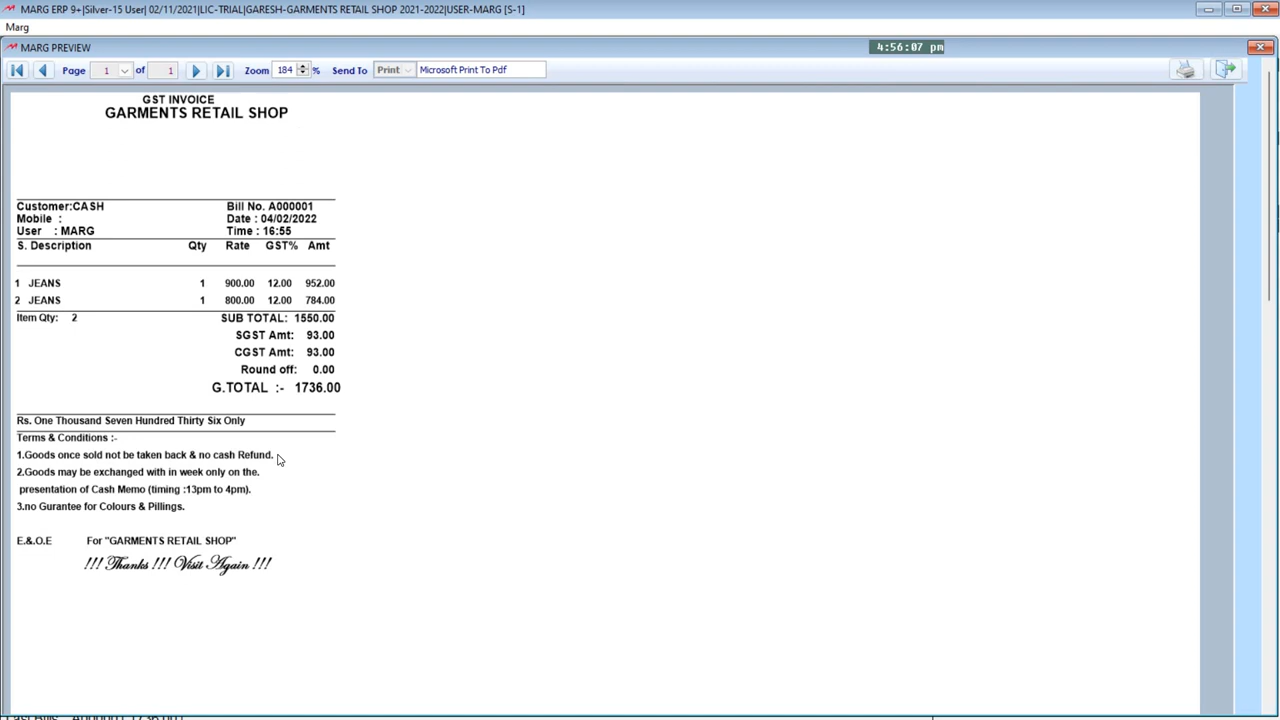 MARG ERP 9+|Silver-15 User| 02/11/2021|LIC-TRIAL|GARESH-GARMENTS RETAIL SHOP 2021-2022|USER-MARG [S-1]
Marg
MARG PREVIEW 4:56:07 pm
Page 1 of 1 Zoom 184 % Send To Print Microsoft Print To Pdf
GST INVOICE
GARMENTS RETAIL SHOP
Customer:CASH Bill No. A000001
Mobile : Date : 04/02/2022
User : MARG Time : 16:55
S. Description Qty Rate GST% Amt
1 JEANS 1 900.00 12.00 952.00
2 JEANS 1 800.00 12.00 784.00
Item Qty: 2 SUB TOTAL: 1550.00
SGST Amt: 93.00
CGST Amt: 93.00
Round off: 0.00
G.TOTAL :- 1736.00
Rs. One Thousand Seven Hundred Thirty Six Only
Terms & Conditions :-
1.Goods once sold not be taken back & no cash Refund.
2.Goods may be exchanged with in week only on the.
presentation of Cash Memo (timing :13pm to 4pm).
3.no Gurantee for Colours & Pillings.
E.&.O.E For "GARMENTS RETAIL SHOP"
!!! Thanks !!! Visit Again !!!